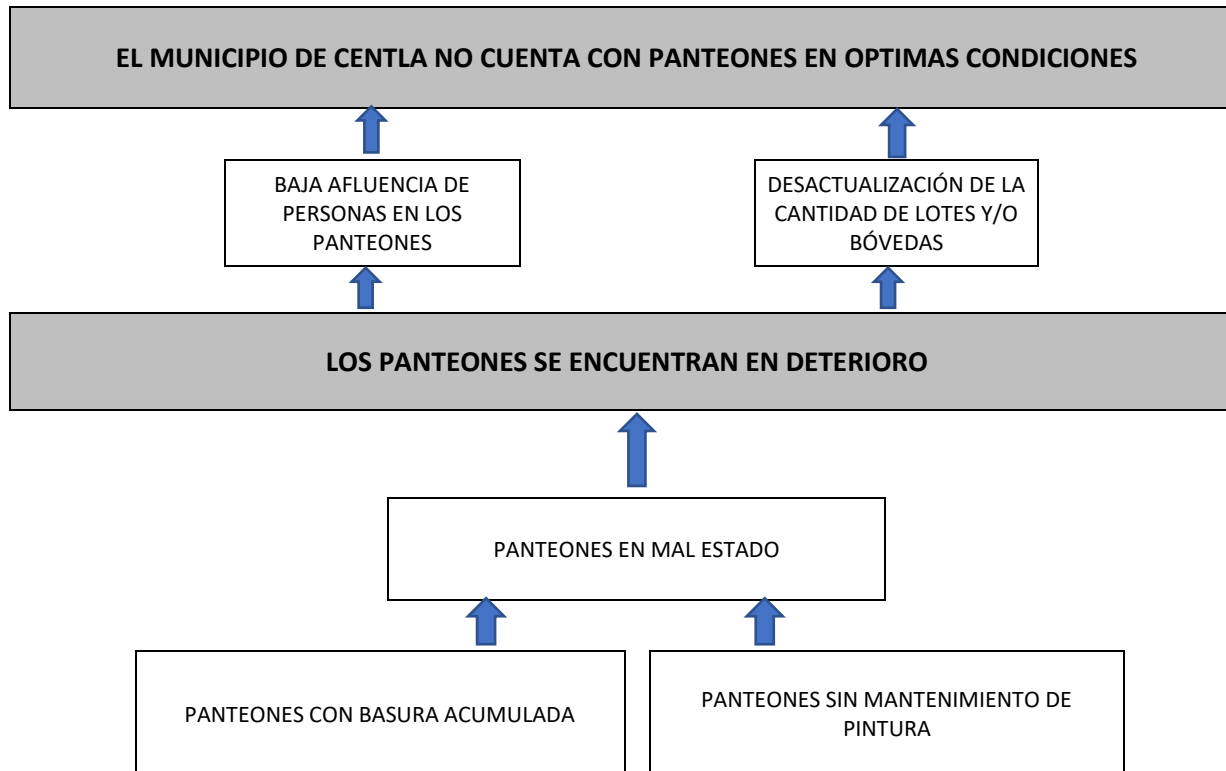 EL MUNICIPIO DE CENTLA NO CUENTA CON PANTEONES EN OPTIMAS CONDICIONES
BAJA AFLUENCIA DE
PERSONAS EN LOS
PANTEONES
DESACTUALIZACIÓN DE LA
CANTIDAD DE LOTES Y/O
BÓVEDAS
LOS PANTEONES SE ENCUENTRAN EN DETERIORO
PANTEONES EN MAL ESTADO
PANTEONES CON BASURA ACUMULADA
PANTEONES SIN MANTENIMIENTO DE
PINTURA